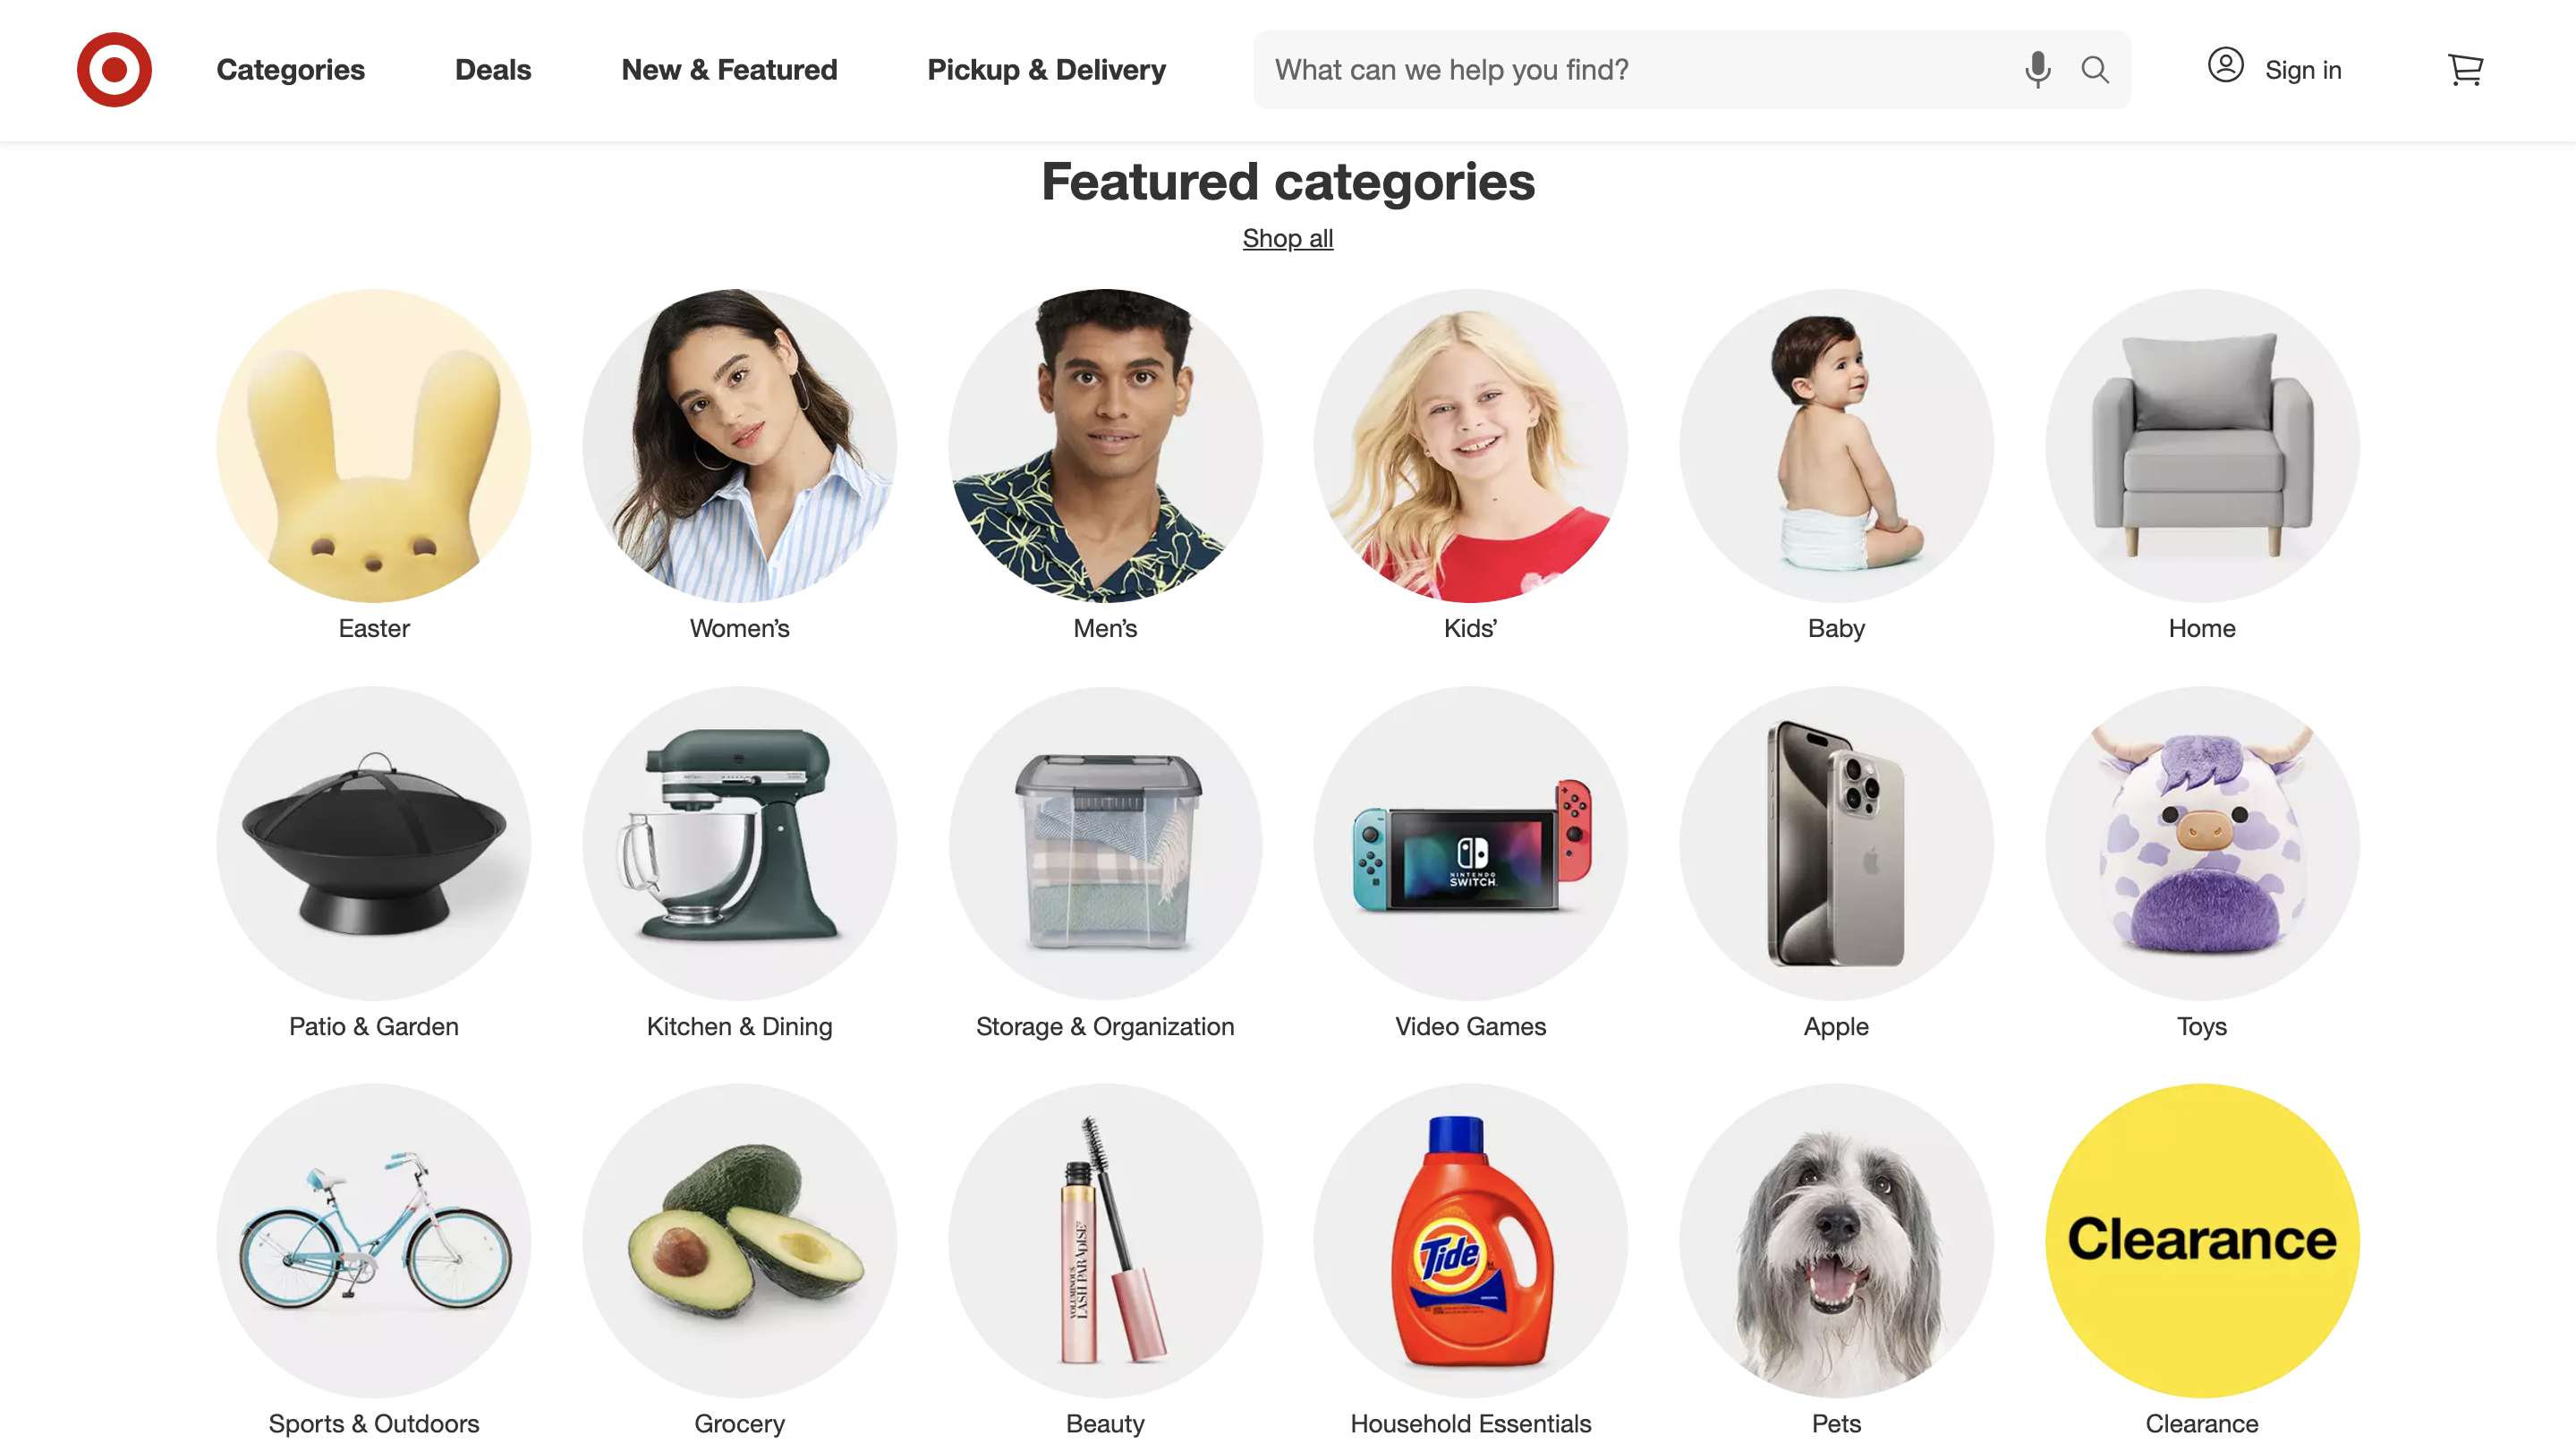 Categories
Deals
New & Featured
Pickup & Delivery
What can we help you find?
Sign in
Featured categories
Shop all
Easter
Women’s
Men’s
Kids’
Baby
Home
NINTENDO
SWITCH
Patio & Garden
Kitchen & Dining
Storage & Organization
Video Games
Apple
Toys
VOLUMINOUS
LASH PARADISE
Tide
Clearance
Sports & Outdoors
Grocery
Beauty
Household Essentials
Pets
Clearance